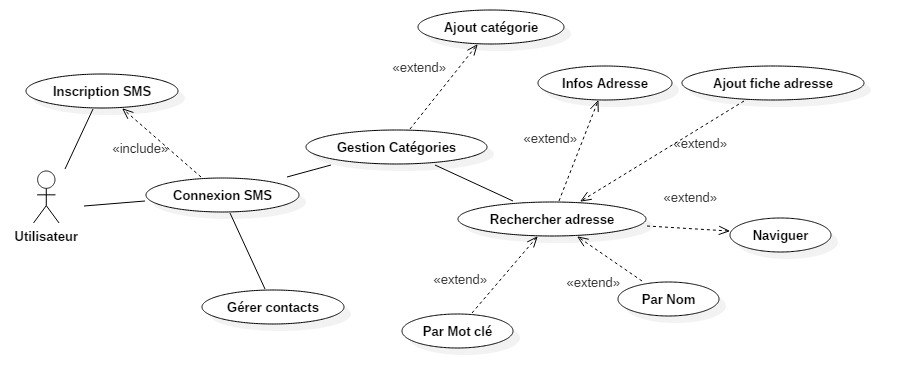 Ajout catégorie
«extend»
Inscription SMS
Infos Adresse
Ajout fiche adresse
«include»
Gestion Catégories
«extend»
«extend»
Connexion SMS
«extend»
Utilisateur
Rechercher adresse
Naviguer
«extend»
«extend»
Gérer contacts
Par Nom
Par Mot clé